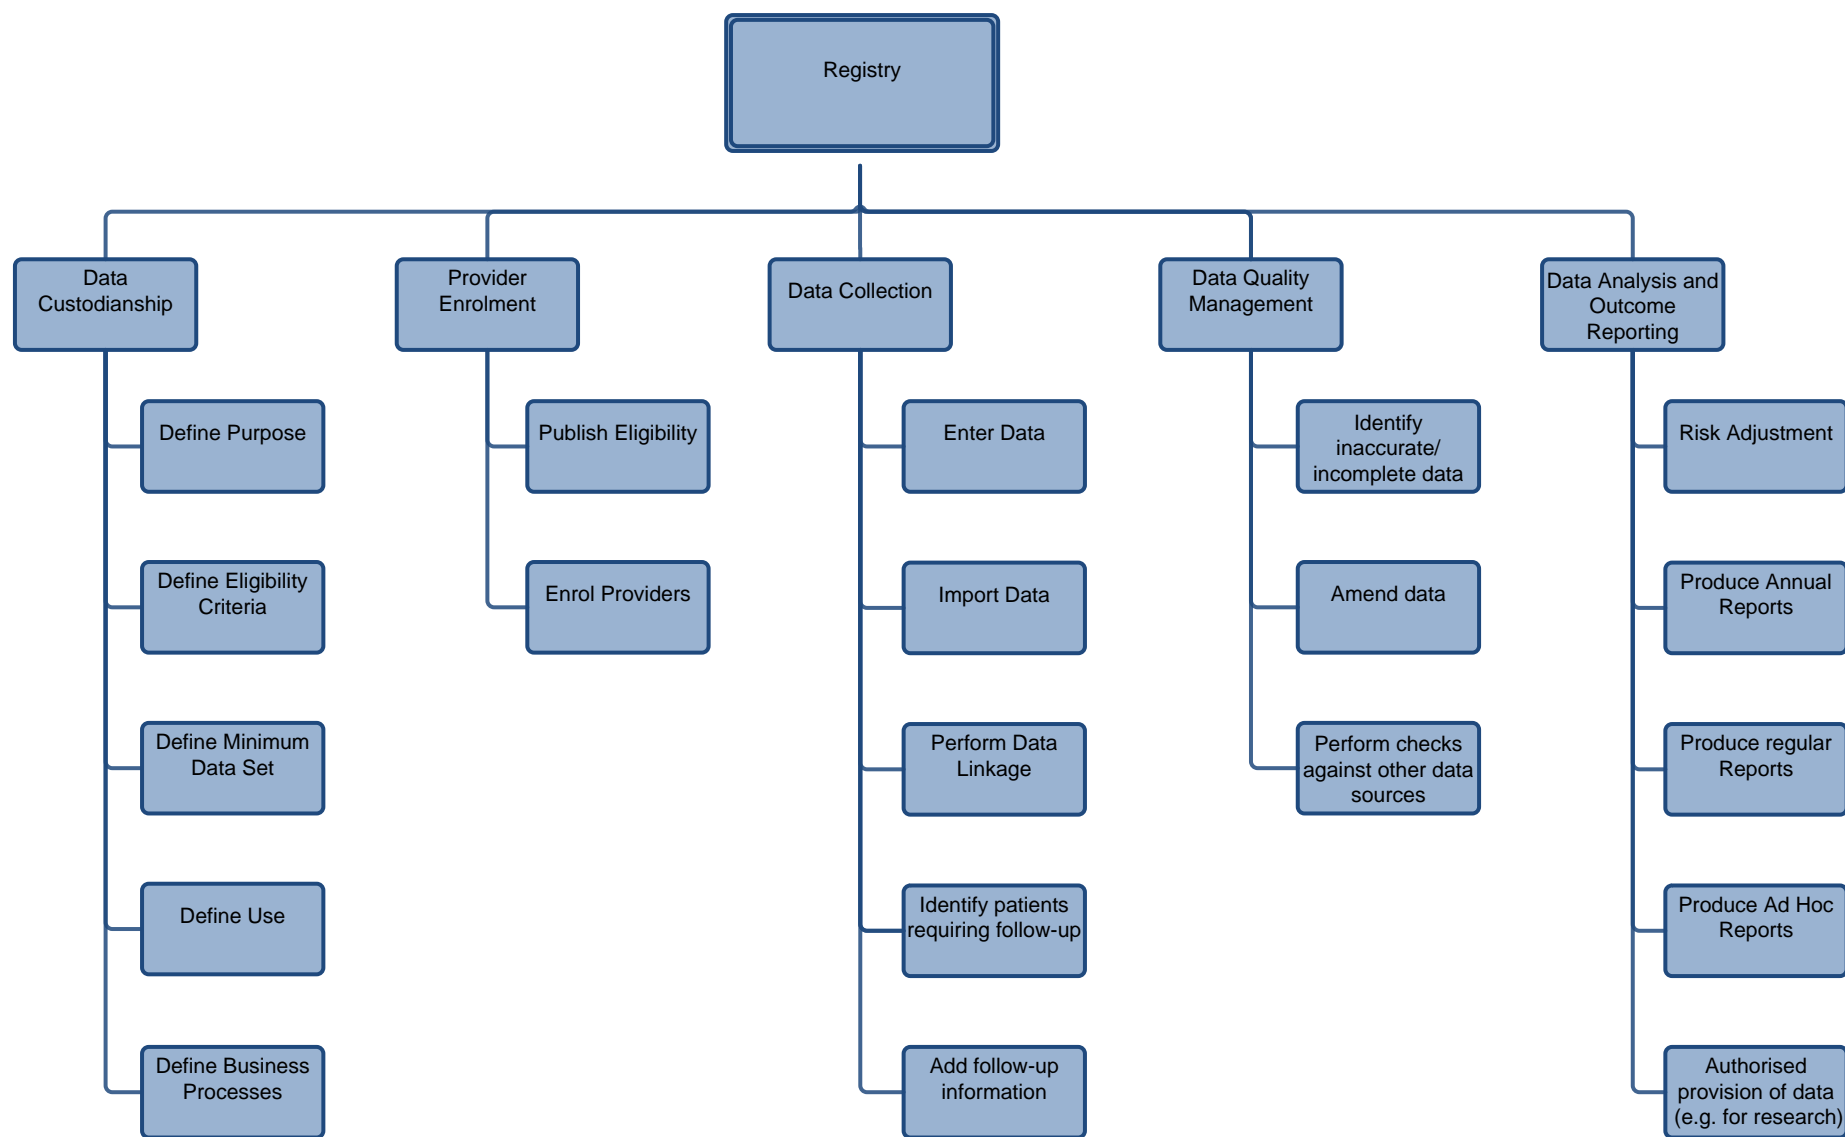 Registry
Data
Custodianship
Provider
Enrolment
Data Collection
Data Quality
Management
Data Analysis and
Outcome
Reporting
Define Purpose
Define Eligibility
Criteria
Define Minimum
Data Set
Define Use
Define Business
Processes
Publish Eligibility
Enrol Providers
Enter Data
Import Data
Perform Data
Linkage
Identify patients
requiring follow-up
Add follow-up
information
Identify
inaccurate/
incomplete data
Amend data
Perform checks
against other data
sources
Risk Adjustment
Produce Annual
Reports
Produce regular
Reports
Produce Ad Hoc
Reports
Authorised
provision of data
(e.g. for research)